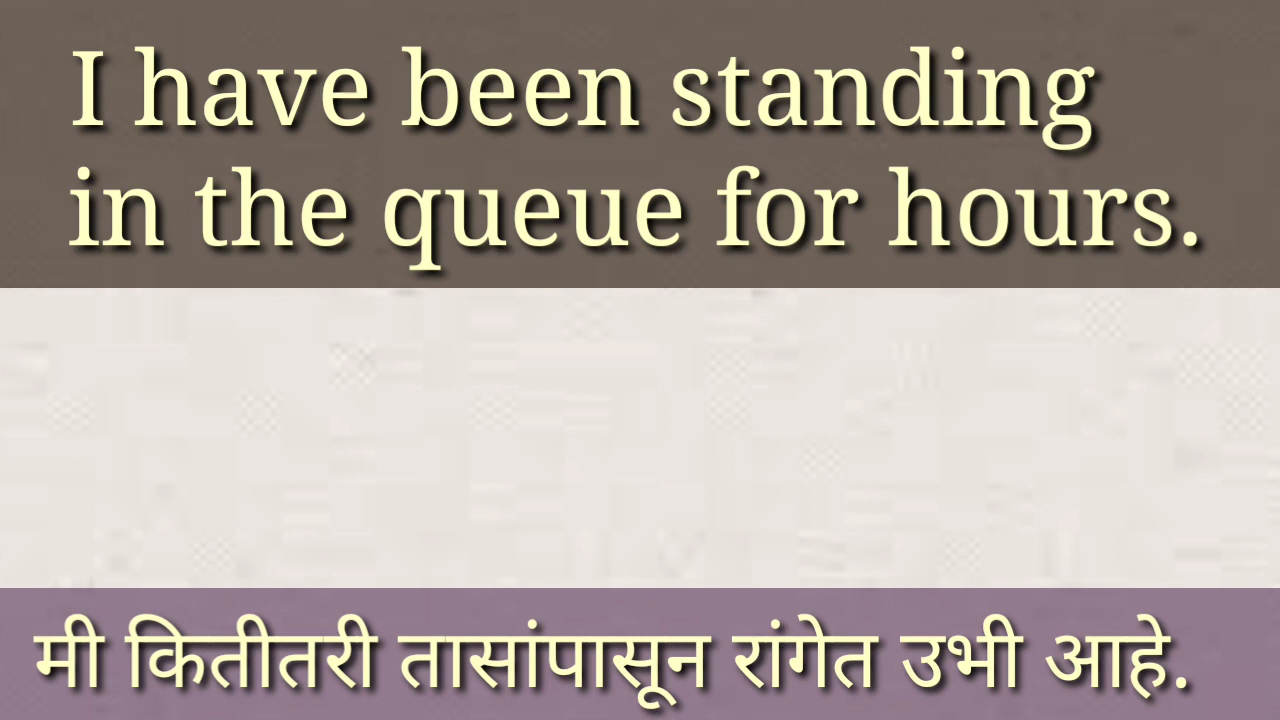 I have been standing
in the queue for hours.
मी कितीतरी तासांपासून रांगेत उभी आहे.